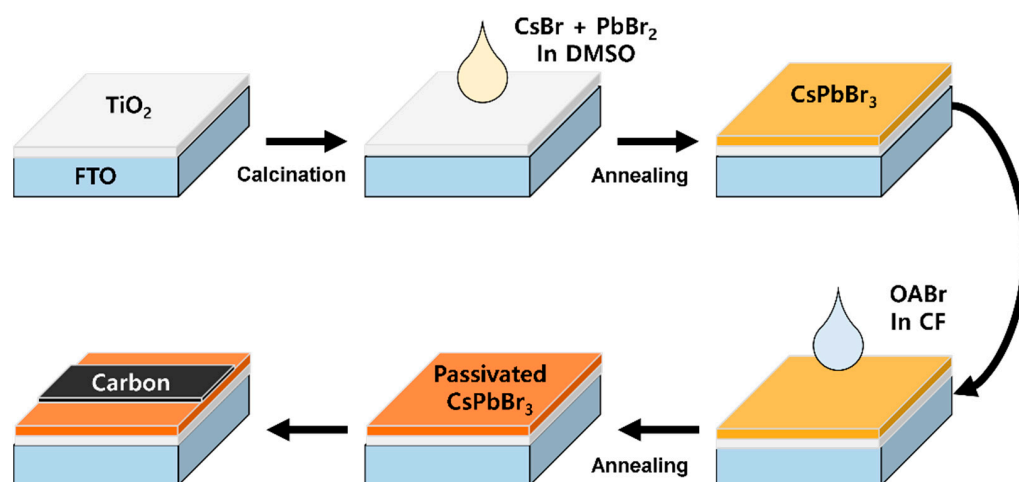 TiO₂
FTO
Calcination
CsBr + PbBr₂
In DMSO
Annealing
CsPbBr₃
OABr
In CF
Annealing
Passivated
CsPbBr₃
Carbon